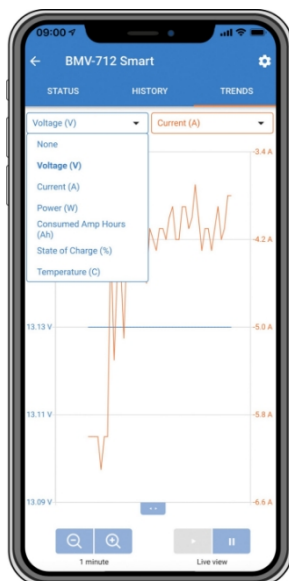 09:00
BMV-712 Smart
STATUS HISTORY TRENDS
Voltage (V) Current (A)
None
Voltage (V)
Current (A)
Power (W)
Consumed Amp Hours
(Ah)
State of Charge (%)
Temperature (C)
-3.4 A
-4.2 A
13.13 V -5.0 A
13.11 V -5.8 A
13.09 V -6.6 A
1 minute Live view